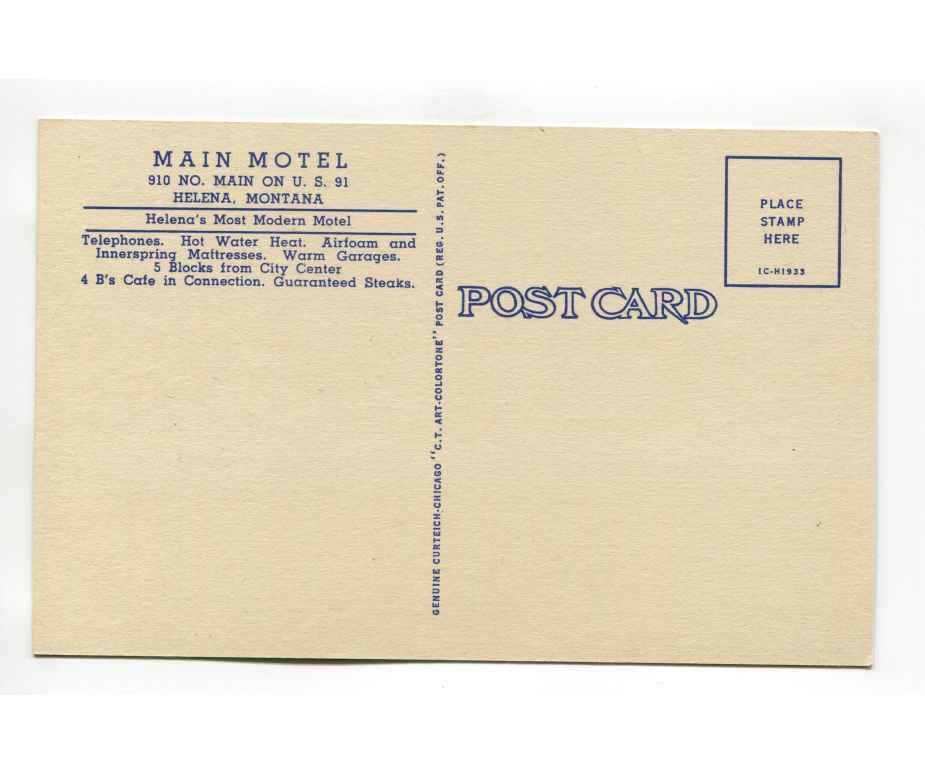 MAIN MOTEL
910 NO. MAIN ON U. S. 91
HELENA, MONTANA
Helena's Most Modern Motel
Telephones. Hot Water Heat. Airfoam and
Innerspring Mattresses. Warm Garages.
5 Blocks from City Center
4 B's Cafe in Connection. Guaranteed Steaks.
GENUINE CURTEICH-CHICAGO "C.T. ART-COLORTONE" POST CARD (REG. U.S. PAT. OFF.)
POST CARD
PLACE
STAMP
HERE
1C-H1933